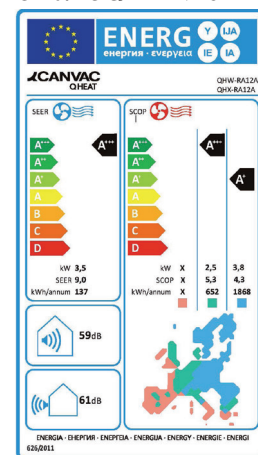 ENERG Y IJA
енергия · ενεργεια IE IA
CANVAC
QHEAT
QHW-RA12A
QHX-RA12A
SEER
SCOP
A+++ A+++ A+++ A+++
A++ A++
A+ A+ A+
A A
B B
C C
D D
kW 3,5 kW X 2,5 3,8
SEER 9,0 SCOP X 5,3 4,3
kWh/annum 137 kWh/annum X 652 1868
59dB
61dB
ENERGIA · ЕНЕРГИЯ · ΕΝΕΡΓΕΙΑ · ENERGIJA · ENERGY · ENERGIE · ENERGI
626/2011